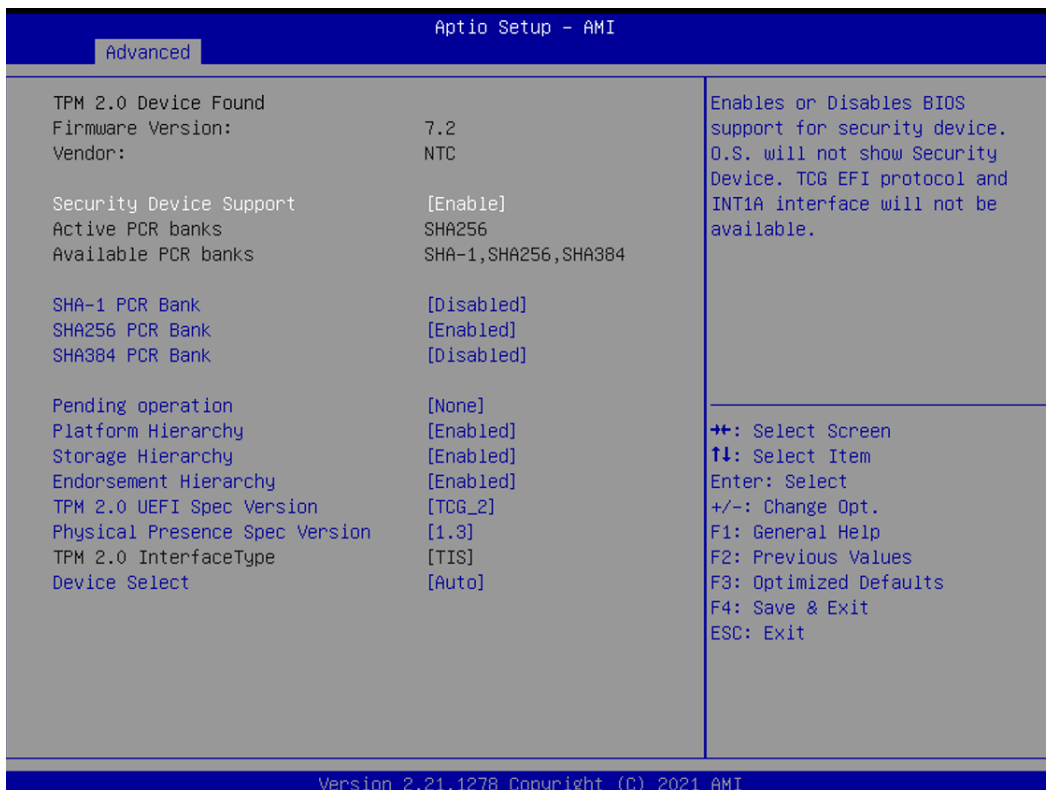 Aptio Setup - AMI
Advanced
TPM 2.0 Device Found
Firmware Version: 7.2
Vendor: NTC
Security Device Support [Enable]
Active PCR banks SHA256
Available PCR banks SHA-1,SHA256,SHA384
SHA-1 PCR Bank [Disabled]
SHA256 PCR Bank [Enabled]
SHA384 PCR Bank [Disabled]
Pending operation [None]
Platform Hierarchy [Enabled]
Storage Hierarchy [Enabled]
Endorsement Hierarchy [Enabled]
TPM 2.0 UEFI Spec Version [TCG_2]
Physical Presence Spec Version [1.3]
TPM 2.0 InterfaceType [TIS]
Device Select [Auto]
Enables or Disables BIOS
support for security device.
O.S. will not show Security
Device. TCG EFI protocol and
INT1A interface will not be
available.
→←: Select Screen
↑↓: Select Item
Enter: Select
+/-: Change Opt.
F1: General Help
F2: Previous Values
F3: Optimized Defaults
F4: Save & Exit
ESC: Exit
Version 2.21.1278 Copyright (C) 2021 AMI